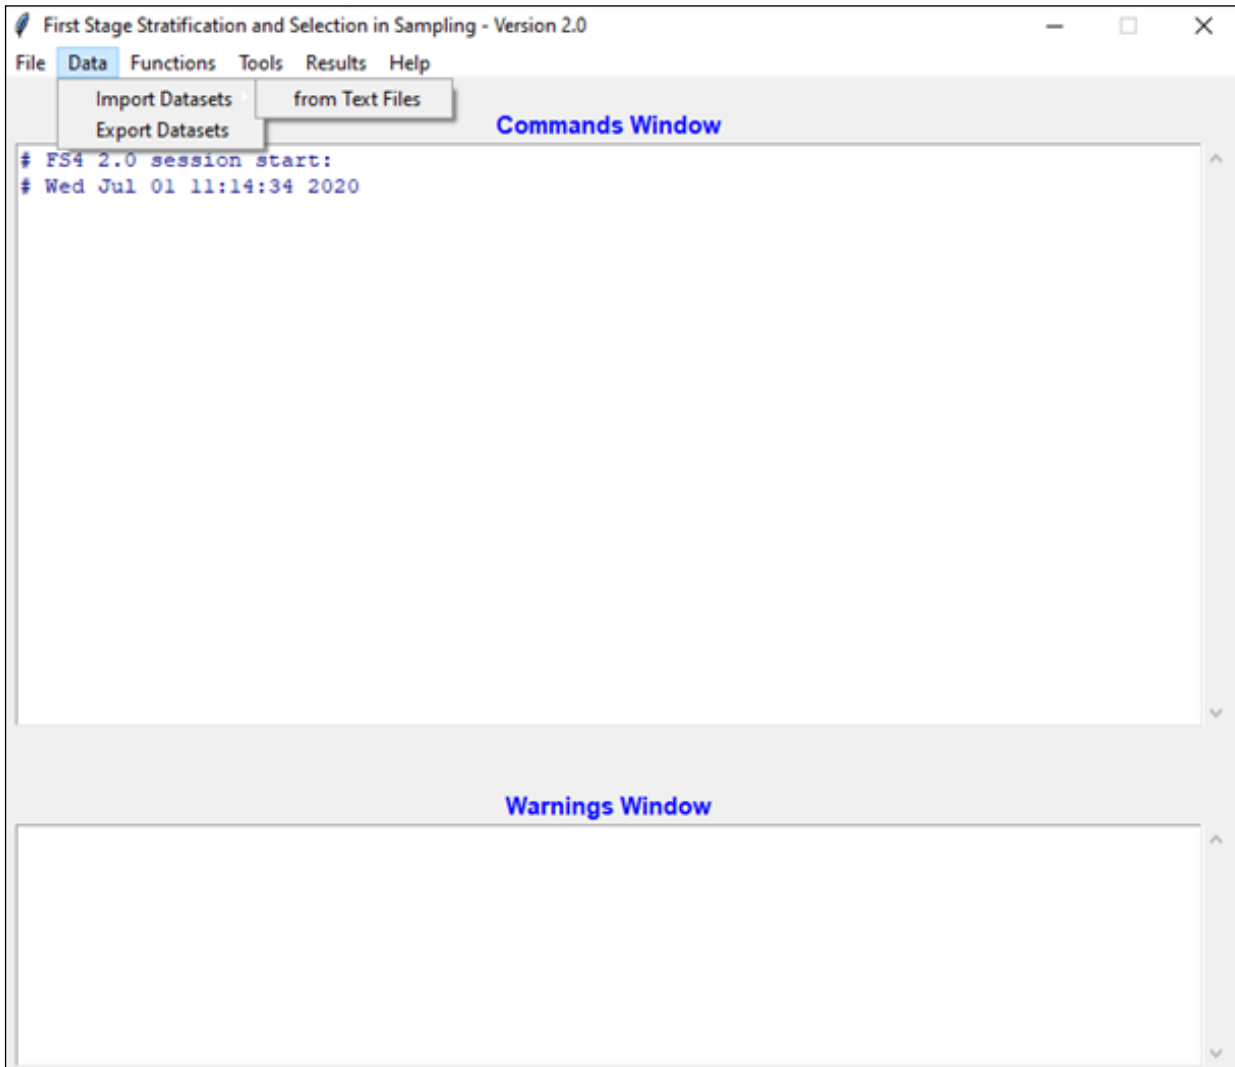 First Stage Stratification and Selection in Sampling - Version 2.0
File Data Functions Tools Results Help
Import Datasets from Text Files
Export Datasets
Commands Window
# FS4 2.0 session start:
# Wed Jul 01 11:14:34 2020
Warnings Window